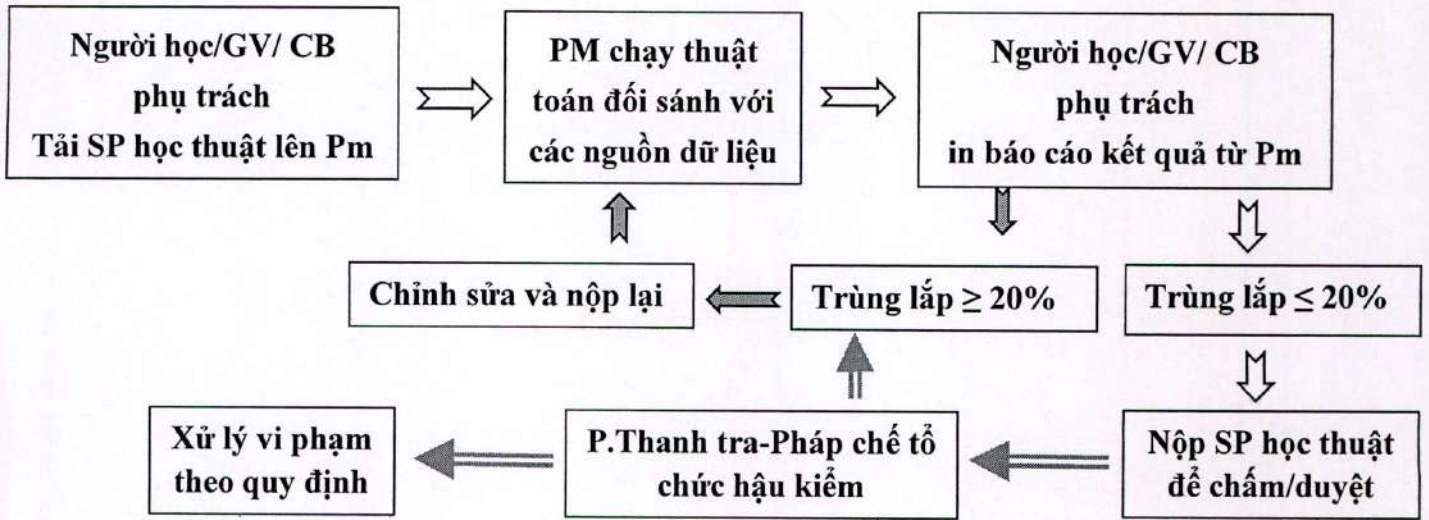 Người học/GV/ CB
phụ trách
Tải SP học thuật lên Pm
PM chạy thuật
toán đối sánh với
các nguồn dữ liệu
Người học/GV/ CB
phụ trách
in báo cáo kết quả từ Pm
Chỉnh sửa và nộp lại
Trùng lắp ≥ 20%
Trùng lắp ≤ 20%
Xử lý vi phạm
theo quy định
P.Thanh tra-Pháp chế tổ
chức hậu kiểm
Nộp SP học thuật
để chấm/duyệt